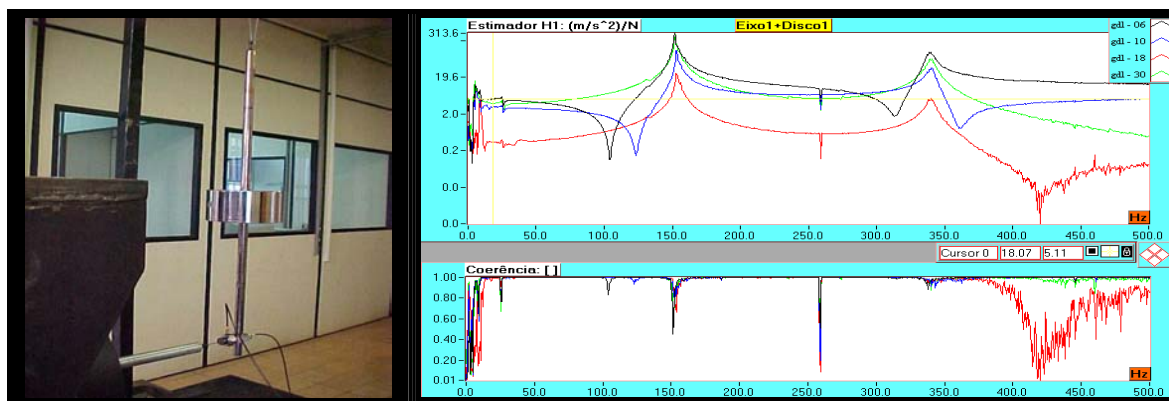 Estimador H1: (m/s^2)/N
Eixo1+Disco1
gdl - 06
gdl - 10
gdl - 18
gdl - 30
313.6
19.6
2.0
0.2
0.0
0.0
Hz
0.0 50.0 100.0 150.0 200.0 250.0 300.0 350.0 400.0 450.0 500.0
Cursor 0 18.07 5.11
Coerência: [ ]
1.00
0.80
0.60
0.40
0.20
0.01
Hz
0.0 50.0 100.0 150.0 200.0 250.0 300.0 350.0 400.0 450.0 500.0